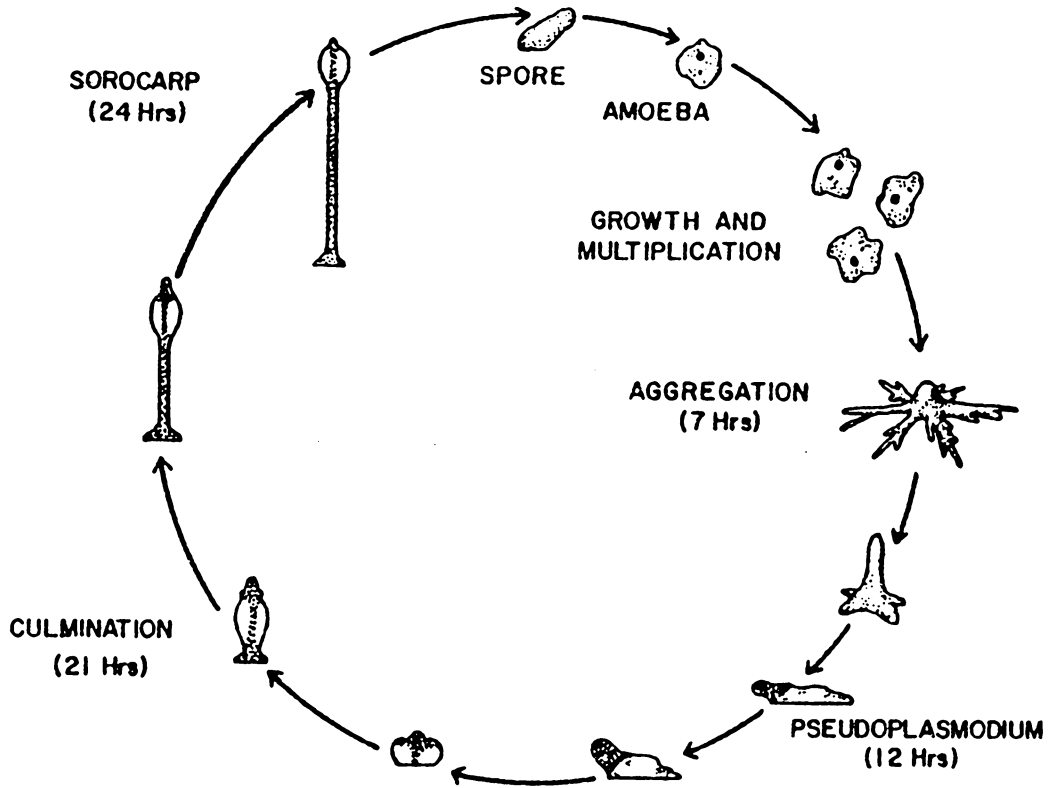 SPORE
AMOEBA
GROWTH AND
MULTIPLICATION
AGGREGATION
(7 Hrs)
PSEUDOPLASMODIUM
(12 Hrs)
CULMINATION
(21 Hrs)
SOROCARP
(24 Hrs)